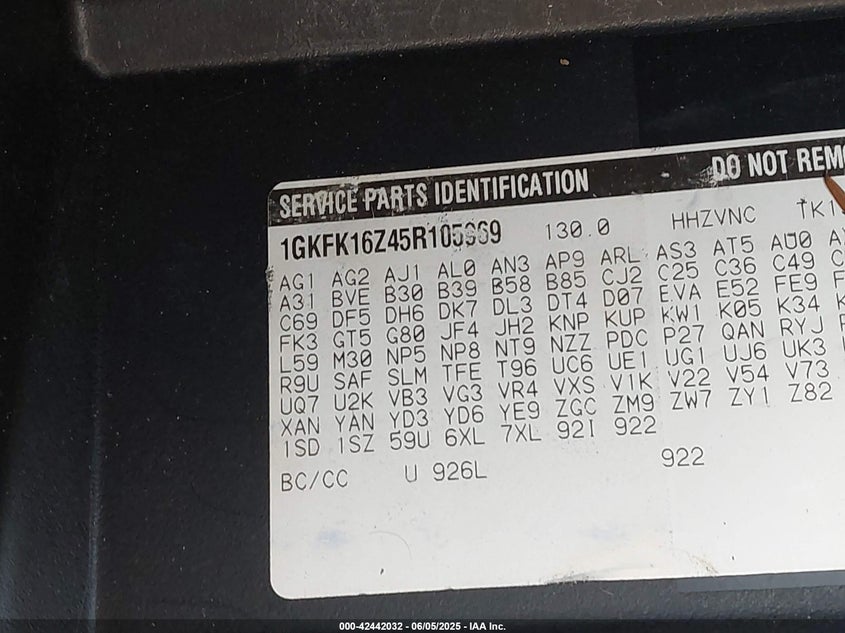 SERVICE PARTS IDENTIFICATION DO NOT
1GKFK16Z45R105969 130.0 HHZVNC
AG1 AG2 AJ1 AL0 AN3 AP9 ARL AS3 AT5 AU0
A31 BVE B30 B39 B58 B85 CJ2 C25 C36 C49
C69 DF5 DH6 DK7 DL3 DT4 D07 EVA E52 FE9
FK3 GT5 G80 JF4 JH2 KNP KUP KW1 K05 K34
L59 M30 NP5 NP8 NT9 NZZ PDC P27 QAN RYJ
R9U SAF SLM TFE T96 UC6 UE1 UG1 UJ6 UK3
UQ7 U2K VB3 VG3 VR4 VXS V1K V22 V54 V73
XAN YAN YD3 YD6 YE9 ZGC ZM9 ZW7 ZY1 Z82
1SD 1SZ 59U 6XL 7XL 92I 922
BC/CC U 926L 922
000-42442032 - 06/05/2025 - IAA Inc.